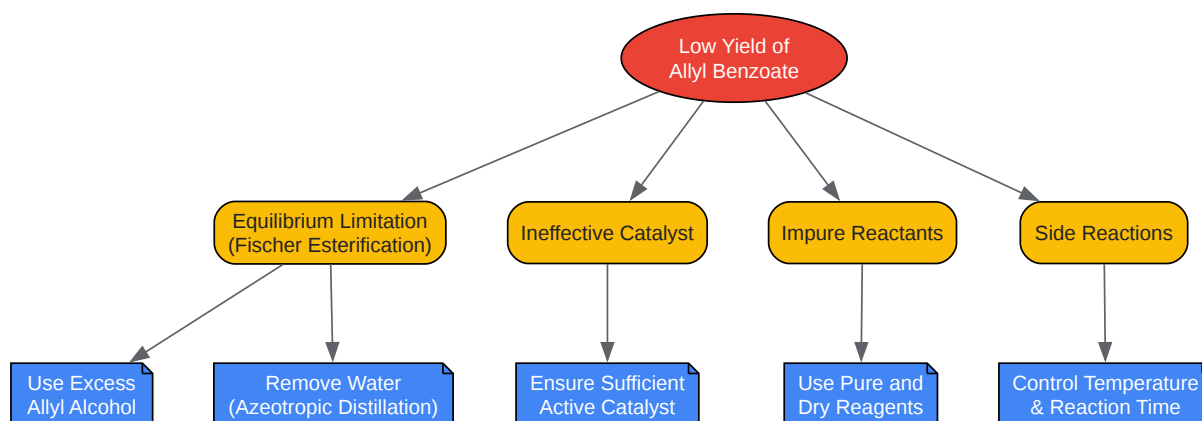 Low Yield of
Allyl Benzoate
Equilibrium Limitation
(Fischer Esterification)
Ineffective Catalyst
Impure Reactants
Side Reactions
Use Excess
Allyl Alcohol
Remove Water
(Azeotropic Distillation)
Ensure Sufficient
Active Catalyst
Use Pure and
Dry Reagents
Control Temperature
& Reaction Time